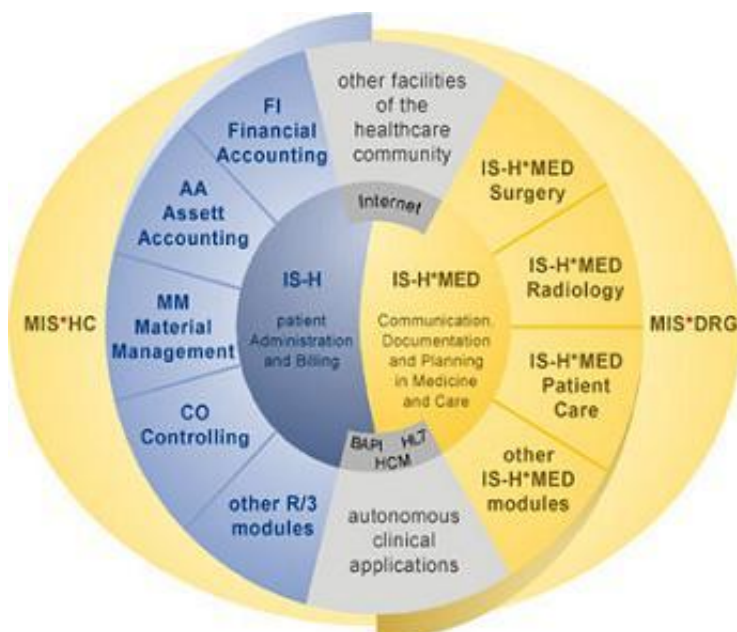 other facilities
of the
healthcare
community
Internet
FI
Financial
Accounting
AA
Assett
Accounting
MM
Material
Management
CO
Controlling
other R/3
modules
MIS*HC
IS-H
patient
Administration
and Billing
IS-H*MED
Communication,
Documentation
and Planning
in Medicine
and Care
IS-H*MED
Surgery
IS-H*MED
Radiology
IS-H*MED
Patient
Care
other
IS-H*MED
modules
MIS*DRG
BAPI HL7
HCM
autonomous
clinical
applications